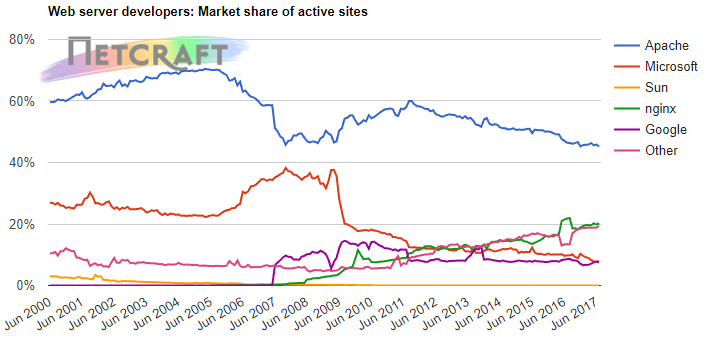 Web server developers: Market share of active sites
NETCRAFT
80%
60%
40%
20%
0%
Jun 2000
Jun 2001
Jun 2002
Jun 2003
Jun 2004
Jun 2005
Jun 2006
Jun 2007
Jun 2008
Jun 2009
Jun 2010
Jun 2011
Jun 2012
Jun 2013
Jun 2014
Jun 2015
Jun 2016
Jun 2017
Apache
Microsoft
Sun
nginx
Google
Other